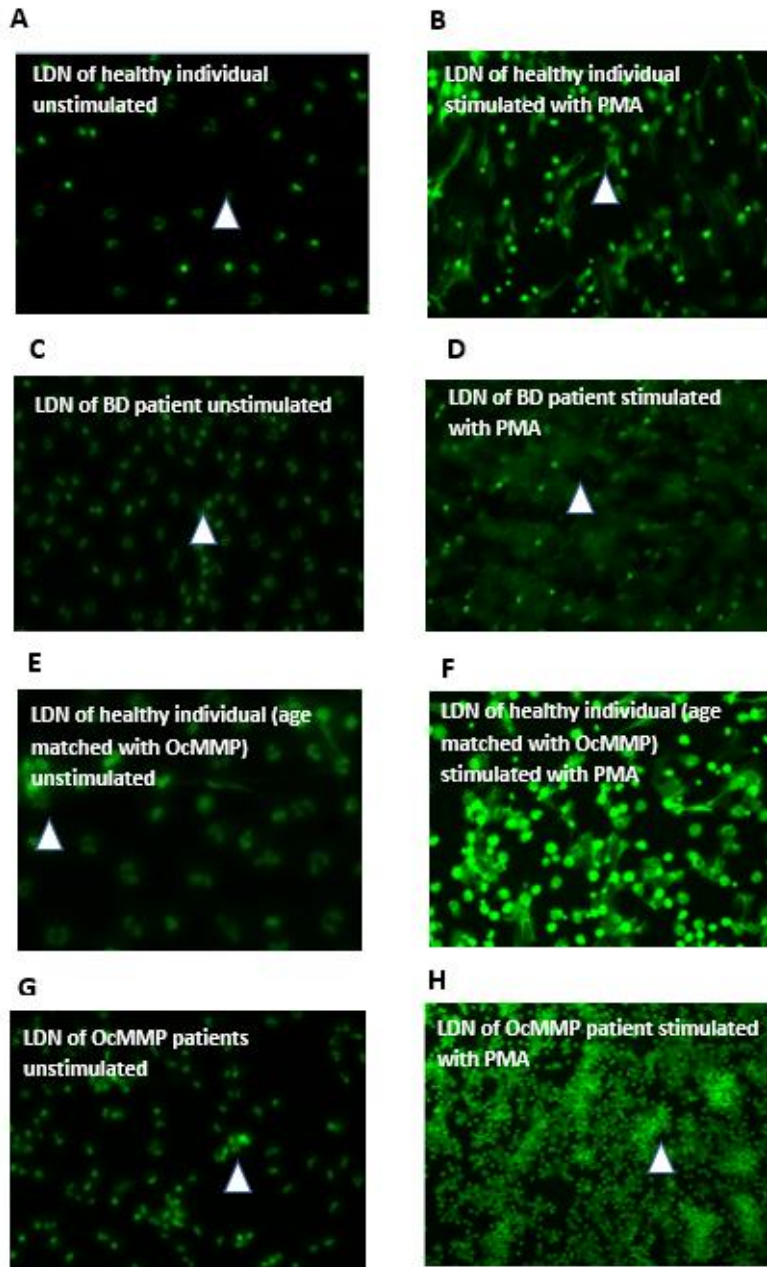 A
LDN of healthy individual
unstimulated
B
LDN of healthy individual
stimulated with PMA
C
LDN of BD patient unstimulated
D
LDN of BD patient stimulated
with PMA
E
LDN of healthy individual (age
matched with OcMMP)
unstimulated
F
LDN of healthy individual (age
matched with OcMMP)
stimulated with PMA
G
LDN of OcMMP patients
unstimulated
H
LDN of OcMMP patient stimulated
with PMA